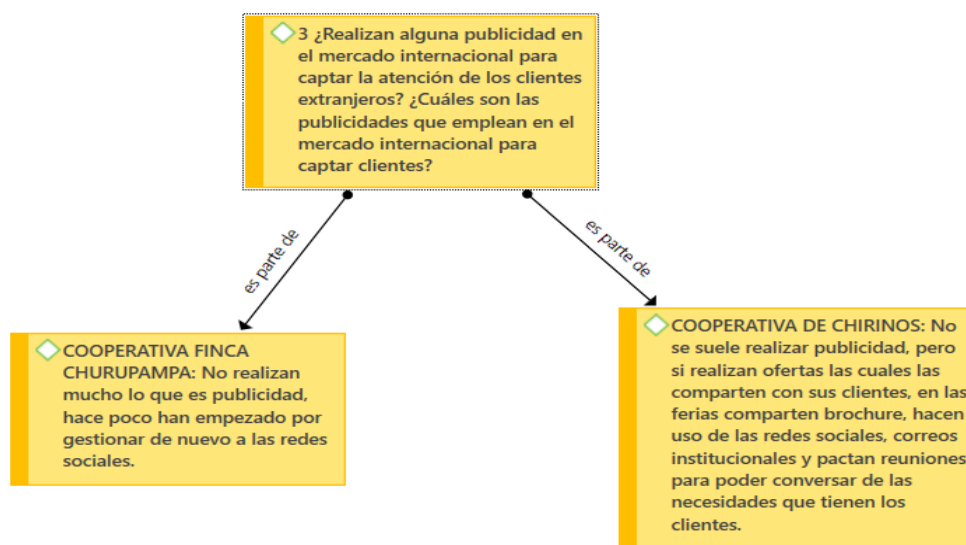 3 ¿Realizan alguna publicidad en
el mercado internacional para
captar la atención de los clientes
extranjeros? ¿Cuáles son las
publicidades que emplean en el
mercado internacional para
captar clientes?
es parte de
es parte de
COOPERATIVA FINCA
CHURUPAMPA: No realizan
mucho lo que es publicidad,
hace poco han empezado por
gestionar de nuevo a las redes
sociales.
COOPERATIVA DE CHIRINOS: No
se suele realizar publicidad, pero
si realizan ofertas las cuales las
comparten con sus clientes, en las
ferias comparten brochure, hacen
uso de las redes sociales, correos
institucionales y pactan reuniones
para poder conversar de las
necesidades que tienen los
clientes.